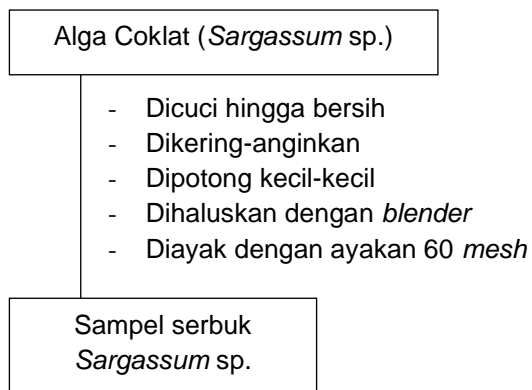 Alga Coklat (Sargassum sp.)
- Dicuci hingga bersih
- Dikering-anginkan
- Dipotong kecil-kecil
- Dihaluskan dengan blender
- Diayak dengan ayakan 60 mesh
Sampel serbuk
Sargassum sp.